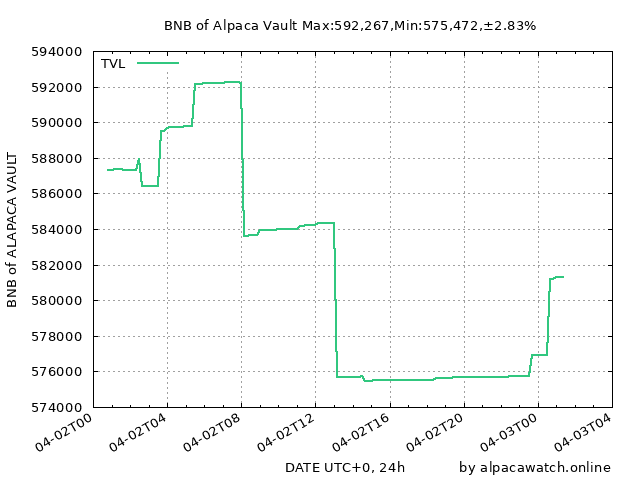 BNB of Alpaca Vault Max:592,267,Min:575,472,±2.83%
594000
592000
590000
588000
586000
584000
582000
580000
578000
576000
574000
TVL
BNB of ALAPACA VAULT
04-02T00
04-02T04
04-02T08
04-02T12
04-02T16
04-02T20
04-03T00
04-03T04
DATE UTC+0, 24h
by alpacawatch.online